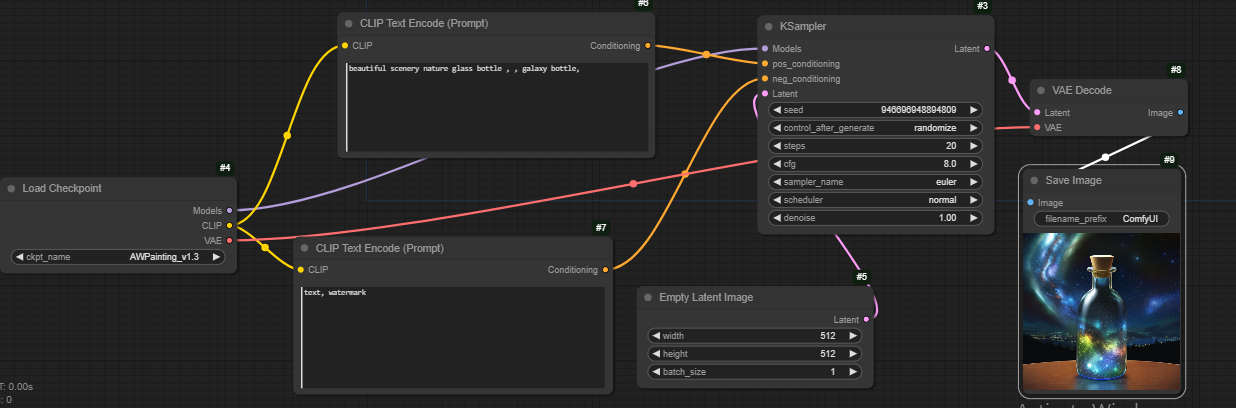 #6
CLIP Text Encode (Prompt)
CLIP
Conditioning
beautiful scenery nature glass bottle , , galaxy bottle,
#3
KSampler
Models
Latent
pos_conditioning
neg_conditioning
Latent
seed 946696948894809
control_after_generate randomize
steps 20
cfg 8.0
sampler_name euler
scheduler normal
denoise 1.00
#8
VAE Decode
Latent
Image
VAE
#4
Load Checkpoint
Models
CLIP
VAE
ckpt_name AWPainting_v1.3
#7
CLIP Text Encode (Prompt)
CLIP
Conditioning
text, watermark
#5
Empty Latent Image
Latent
width 512
height 512
batch_size 1
#9
Save Image
Image
filename_prefix ComfyUI
T: 0.00s
: 0